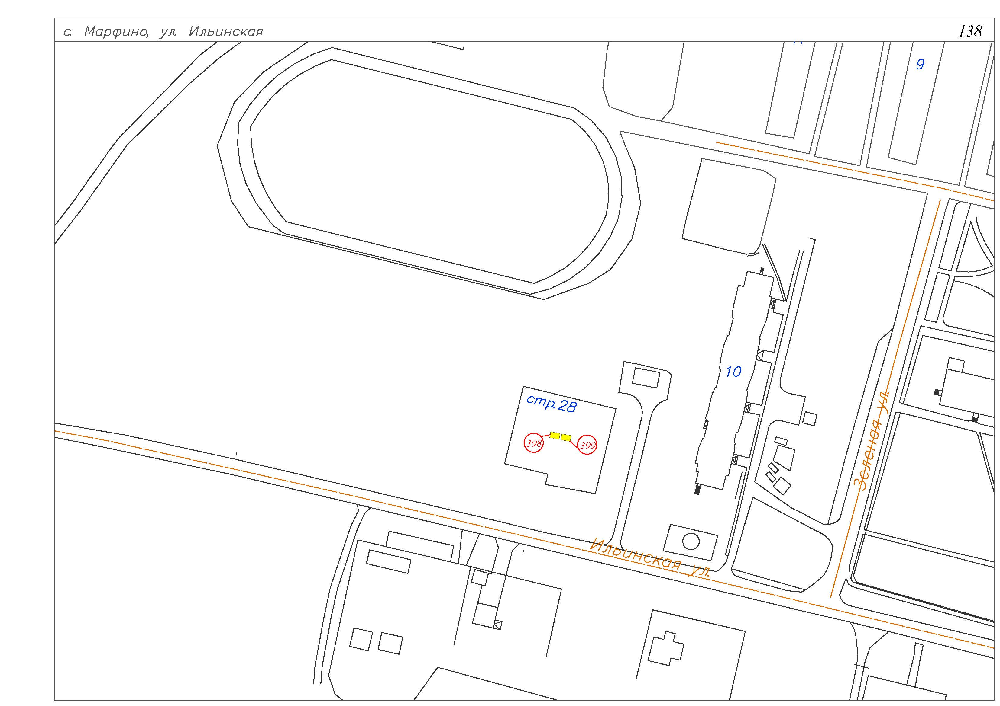 с. Марфино, ул. Ильинская
138
9
10
стр.28
398
399
Зеленая ул.
Ильинская ул.